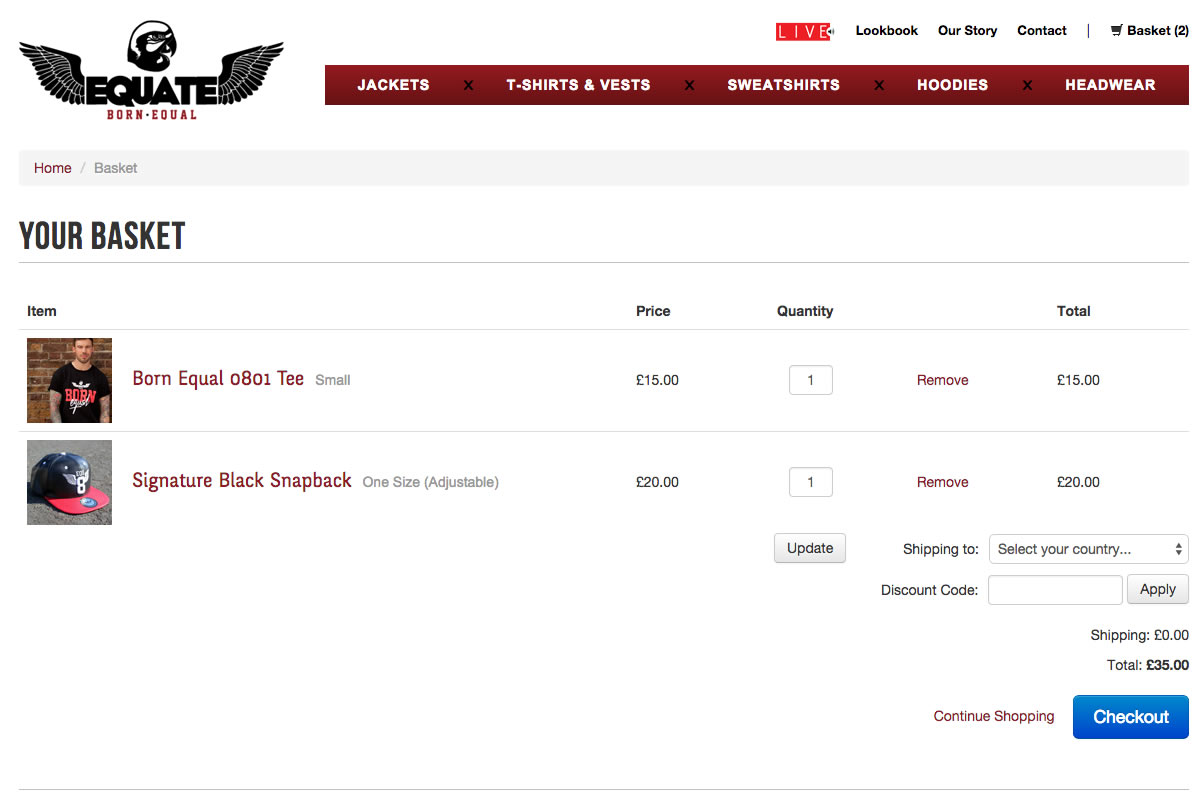 LIVE Lookbook Our Story Contact | Basket (2)
EQUATE
BORN·EQUAL
JACKETS x T-SHIRTS & VESTS x SWEATSHIRTS x HOODIES x HEADWEAR
Home / Basket
YOUR BASKET
Item Price Quantity Total
BORN
Equal
Born Equal 0801 Tee Small £15.00 1 Remove £15.00
8
Signature Black Snapback One Size (Adjustable) £20.00 1 Remove £20.00
Update Shipping to: Select your country...
Discount Code: Apply
Shipping: £0.00
Total: £35.00
Continue Shopping Checkout